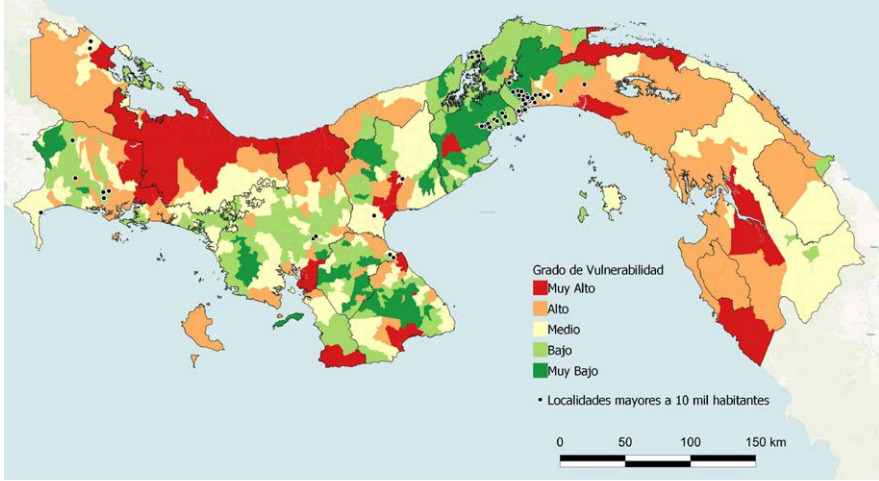 Grado de Vulnerabilidad
Muy Alto
Alto
Medio
Bajo
Muy Bajo
• Localidades mayores a 10 mil habitantes
0 50 100 150 km